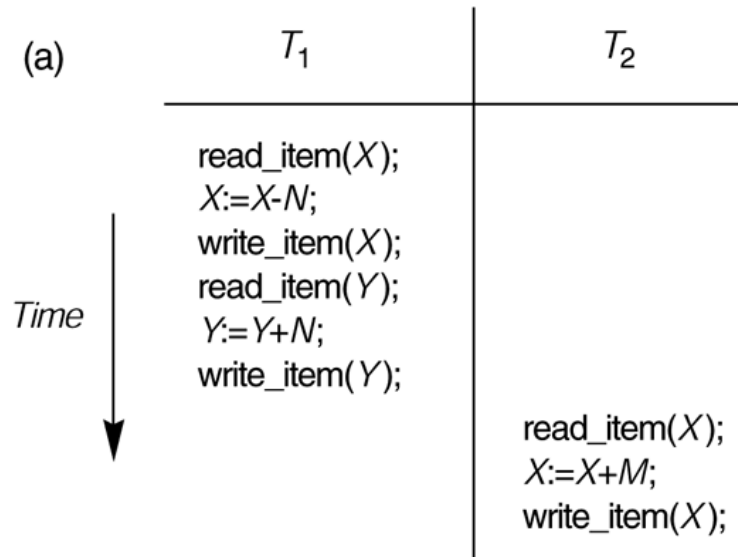 (a) T₁ T₂
read_item(X);
X:=X-N;
write_item(X);
read_item(Y);
Time
Y:=Y+N;
write_item(Y);
read_item(X);
X:=X+M;
write_item(X);